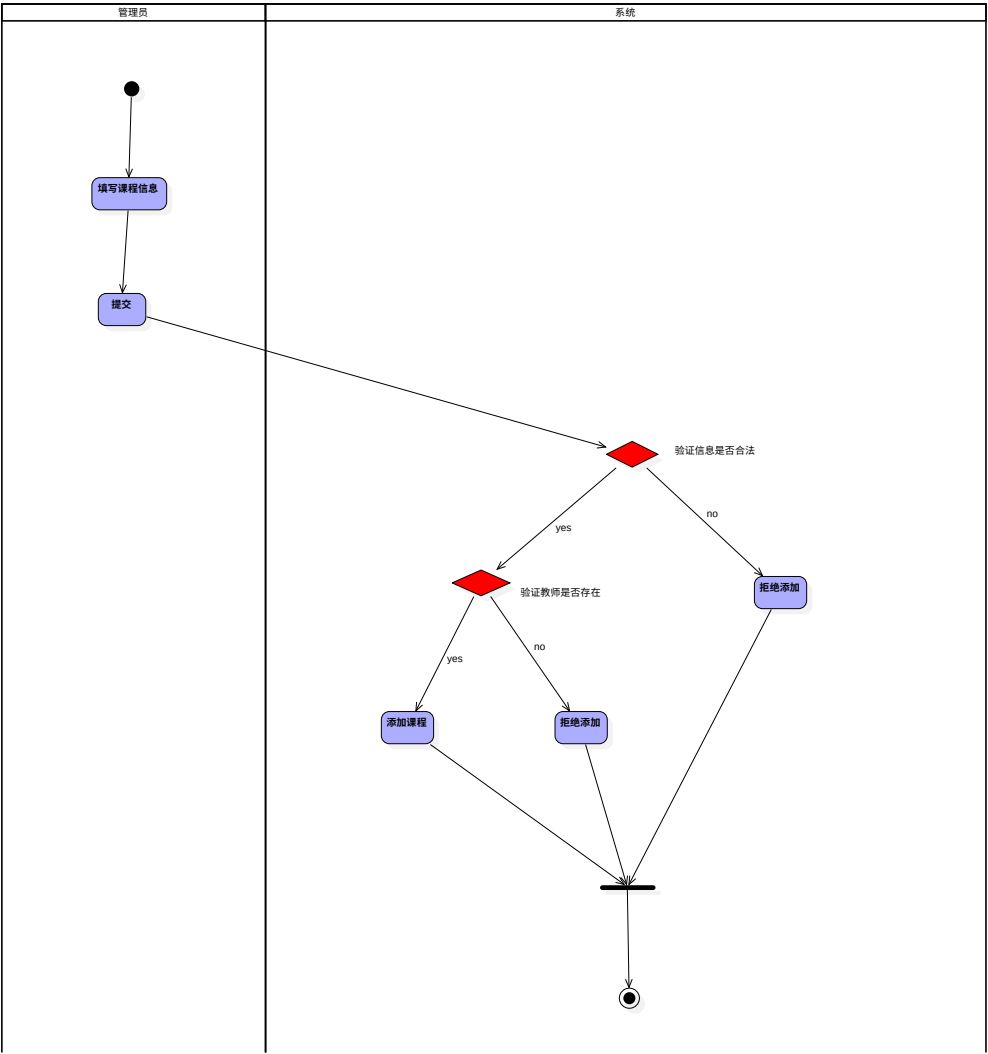 管理员
系统
填写课程信息
提交
验证信息是否合法
yes
no
验证教师是否存在
拒绝添加
yes
no
添加课程
拒绝添加